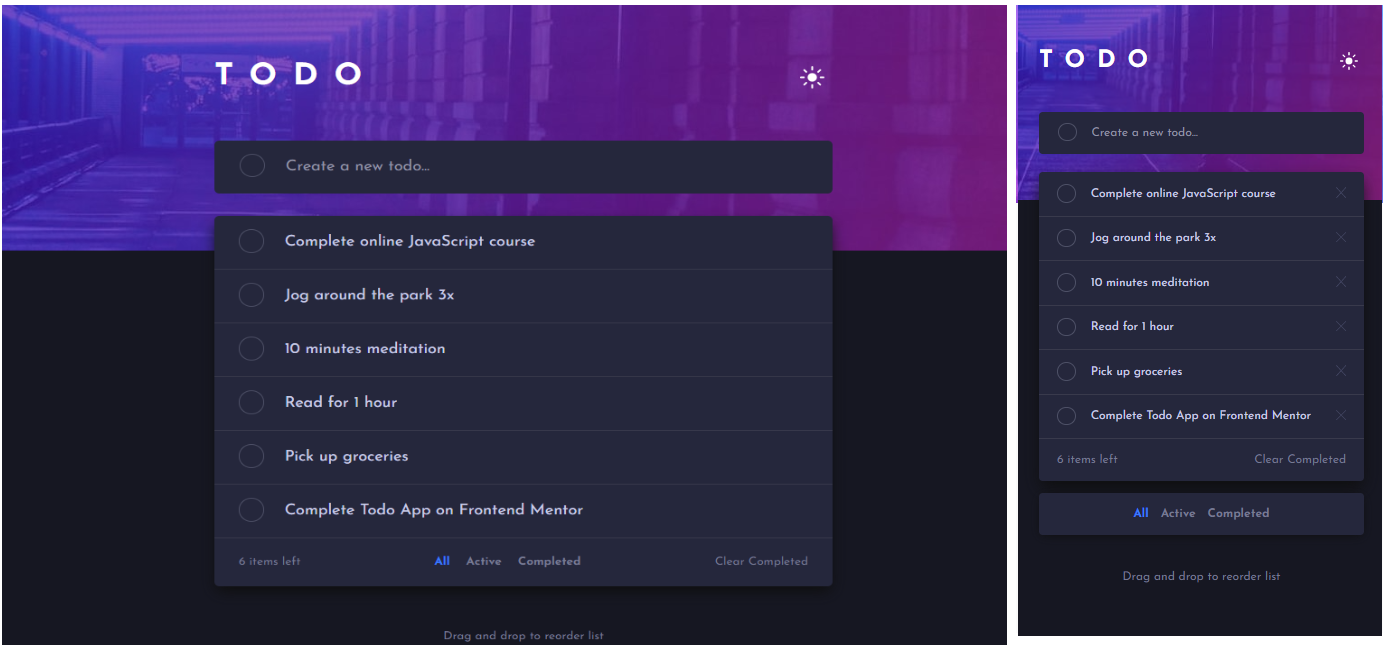 TODO
Create a new todo...
Complete online JavaScript course
Jog around the park 3x
10 minutes meditation
Read for 1 hour
Pick up groceries
Complete Todo App on Frontend Mentor
6 items left All Active Completed Clear Completed
Drag and drop to reorder list
TODO
Create a new todo...
Complete online JavaScript course
Jog around the park 3x
10 minutes meditation
Read for 1 hour
Pick up groceries
Complete Todo App on Frontend Mentor
6 items left Clear Completed
All Active Completed
Drag and drop to reorder list